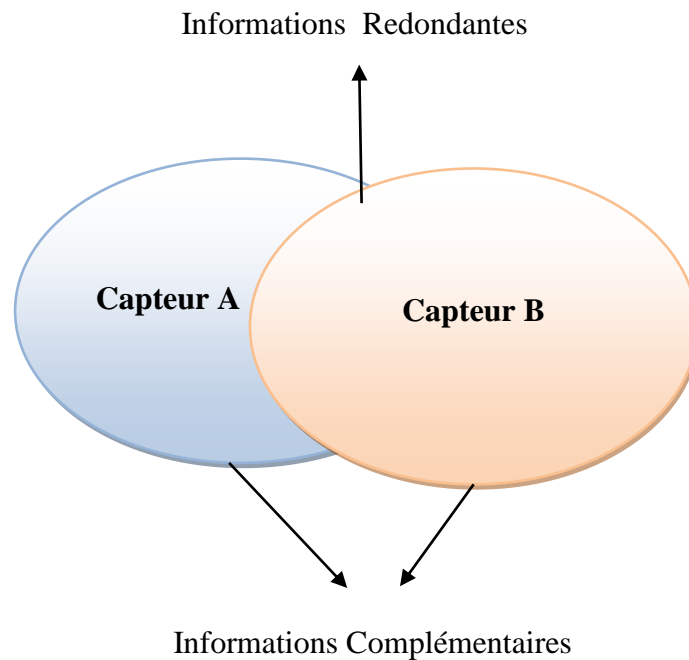 Informations Redondantes
Capteur A
Capteur B
Informations Complémentaires